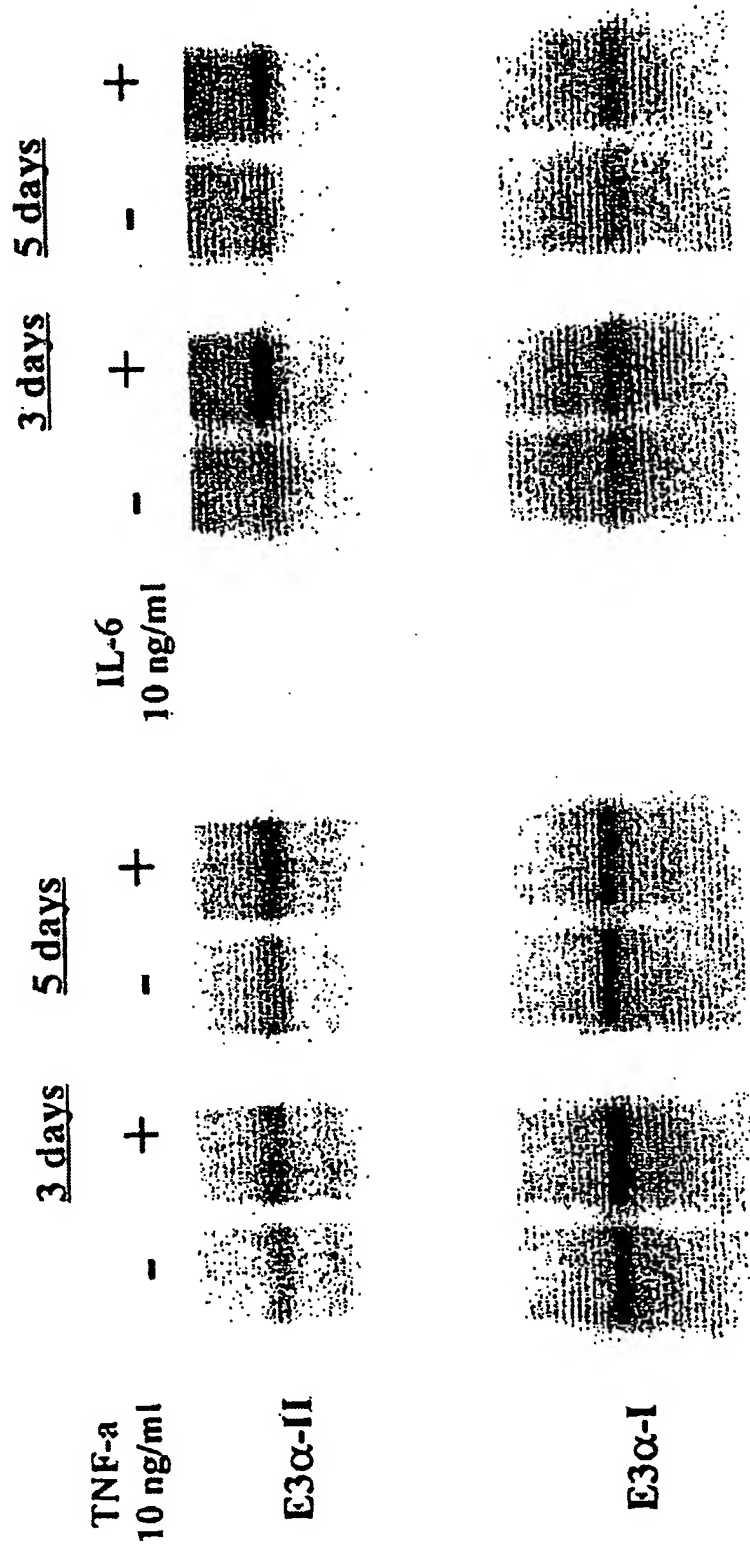 3 days 5 days 3 days 5 days
TNF-a
10 ng/ml - + - +
IL-6
10 ng/ml - + - +
E3α-II
E3α-I